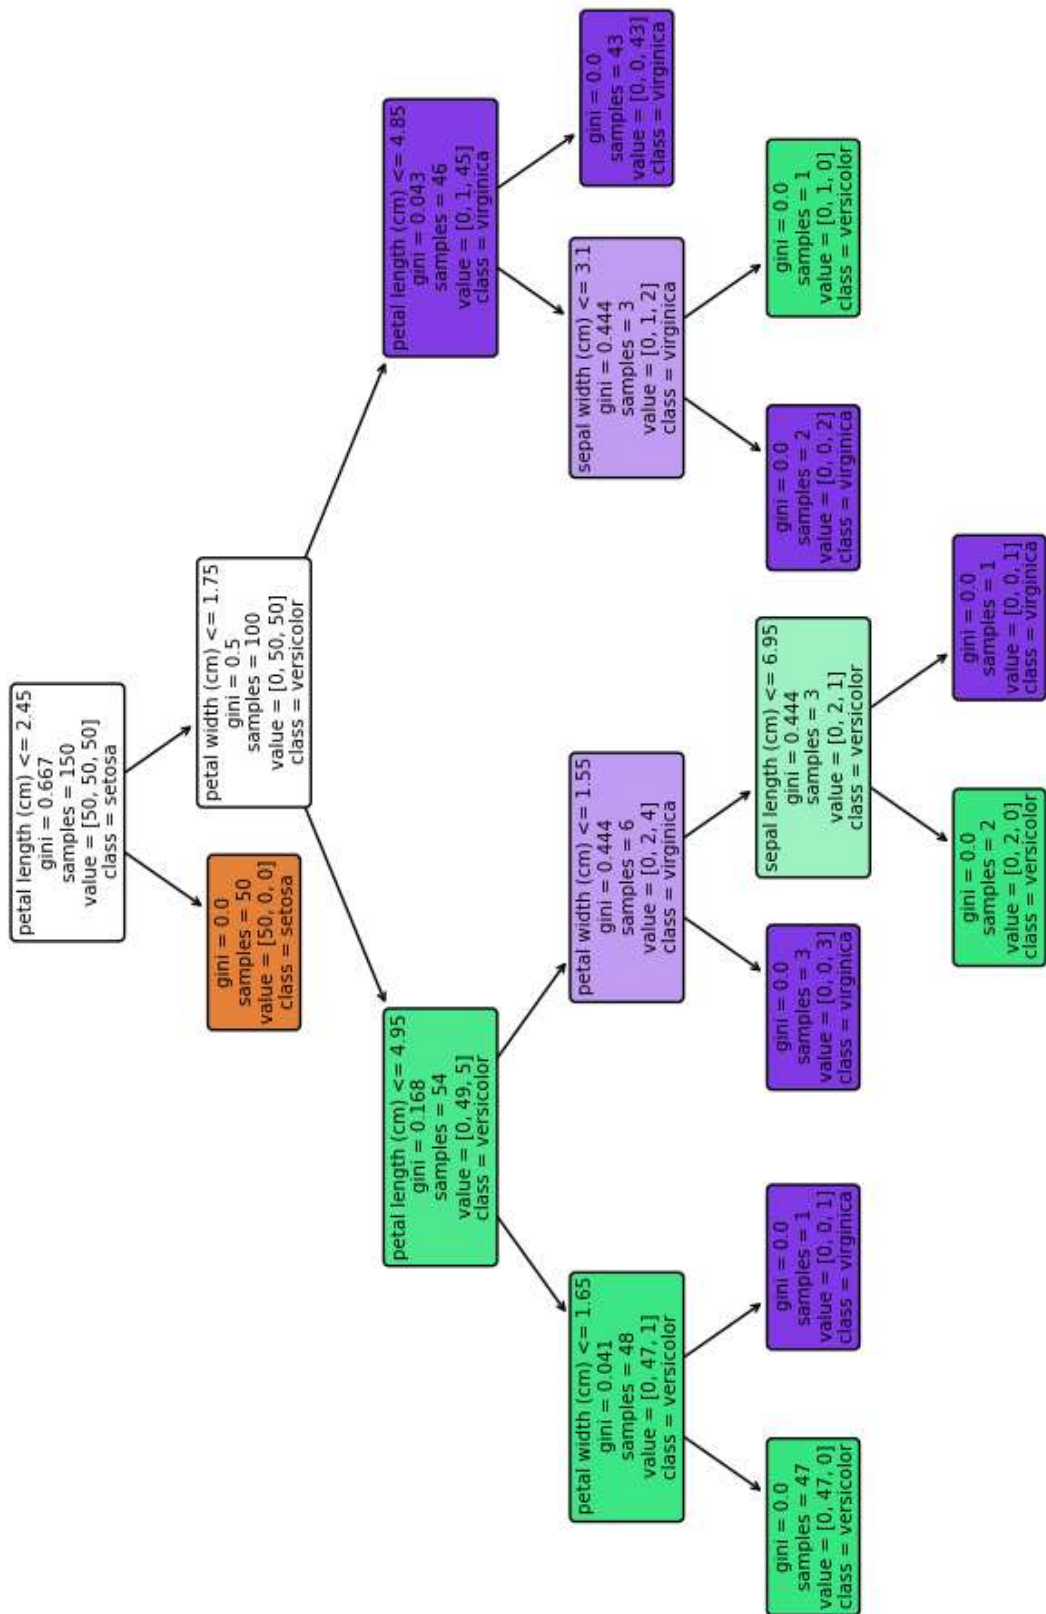 petal length (cm) <= 2.45
gini = 0.667
samples = 150
value = [50, 50, 50]
class = setosa
gini = 0.0
samples = 50
value = [50, 0, 0]
class = setosa
petal width (cm) <= 1.75
gini = 0.5
samples = 100
value = [0, 50, 50]
class = versicolor
petal length (cm) <= 4.95
gini = 0.168
samples = 54
value = [0, 49, 5]
class = versicolor
petal length (cm) <= 4.85
gini = 0.043
samples = 46
value = [0, 1, 45]
class = virginica
petal width (cm) <= 1.65
gini = 0.041
samples = 48
value = [0, 47, 1]
class = versicolor
petal width (cm) <= 1.55
gini = 0.444
samples = 6
value = [0, 2, 4]
class = virginica
sepal width (cm) <= 3.1
gini = 0.444
samples = 3
value = [0, 1, 2]
class = virginica
gini = 0.0
samples = 43
value = [0, 0, 43]
class = virginica
gini = 0.0
samples = 47
value = [0, 47, 0]
class = versicolor
gini = 0.0
samples = 1
value = [0, 0, 1]
class = virginica
gini = 0.0
samples = 3
value = [0, 0, 3]
class = virginica
sepal length (cm) <= 6.95
gini = 0.444
samples = 3
value = [0, 2, 1]
class = versicolor
gini = 0.0
samples = 2
value = [0, 0, 2]
class = virginica
gini = 0.0
samples = 1
value = [0, 1, 0]
class = versicolor
gini = 0.0
samples = 2
value = [0, 2, 0]
class = versicolor
gini = 0.0
samples = 1
value = [0, 0, 1]
class = virginica